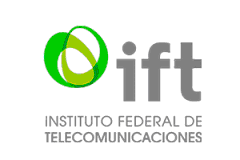 ift
INSTITUTO FEDERAL DE
TELECOMUNICACIONES